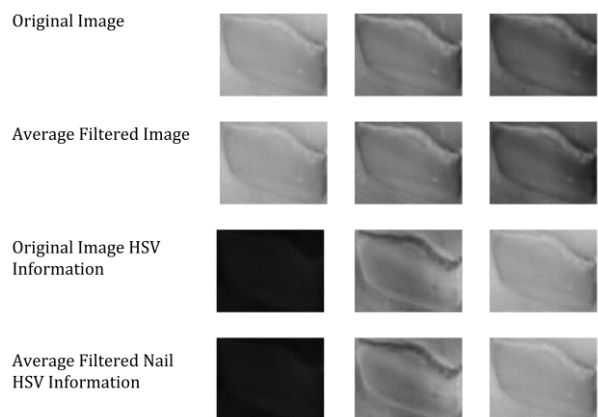 Original Image
Average Filtered Image
Original Image HSV
Information
Average Filtered Nail
HSV Information